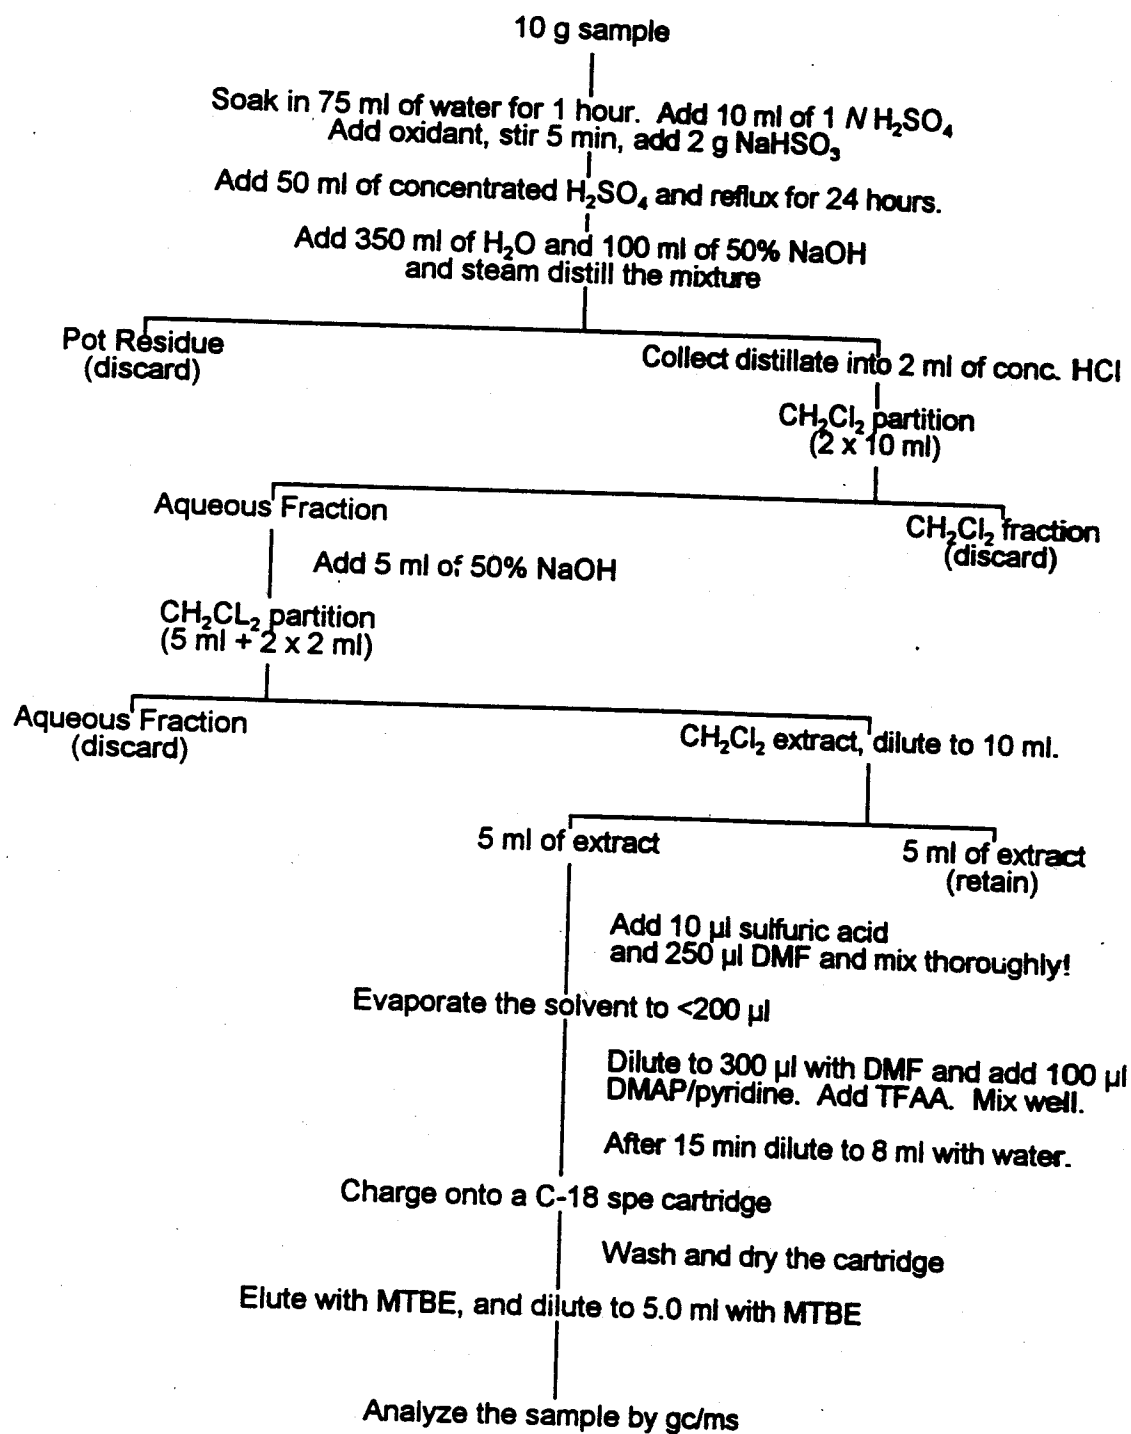 10 g sample
Soak in 75 ml of water for 1 hour. Add 10 ml of 1 N H₂SO₄
Add oxidant, stir 5 min, add 2 g NaHSO₃
Add 50 ml of concentrated H₂SO₄ and reflux for 24 hours.
Add 350 ml of H₂O and 100 ml of 50% NaOH
and steam distill the mixture
Pot Residue
(discard)
Collect distillate into 2 ml of conc. HCl
CH₂Cl₂ partition
(2 x 10 ml)
Aqueous Fraction
CH₂Cl₂ fraction
(discard)
Add 5 ml of 50% NaOH
CH₂CL₂ partition
(5 ml + 2 x 2 ml)
Aqueous Fraction
(discard)
CH₂Cl₂ extract, dilute to 10 ml.
5 ml of extract
5 ml of extract
(retain)
Add 10 µl sulfuric acid
and 250 µl DMF and mix thoroughly!
Evaporate the solvent to <200 µl
Dilute to 300 µl with DMF and add 100 µl
DMAP/pyridine. Add TFAA. Mix well.
After 15 min dilute to 8 ml with water.
Charge onto a C-18 spe cartridge
Wash and dry the cartridge
Elute with MTBE, and dilute to 5.0 ml with MTBE
Analyze the sample by gc/ms